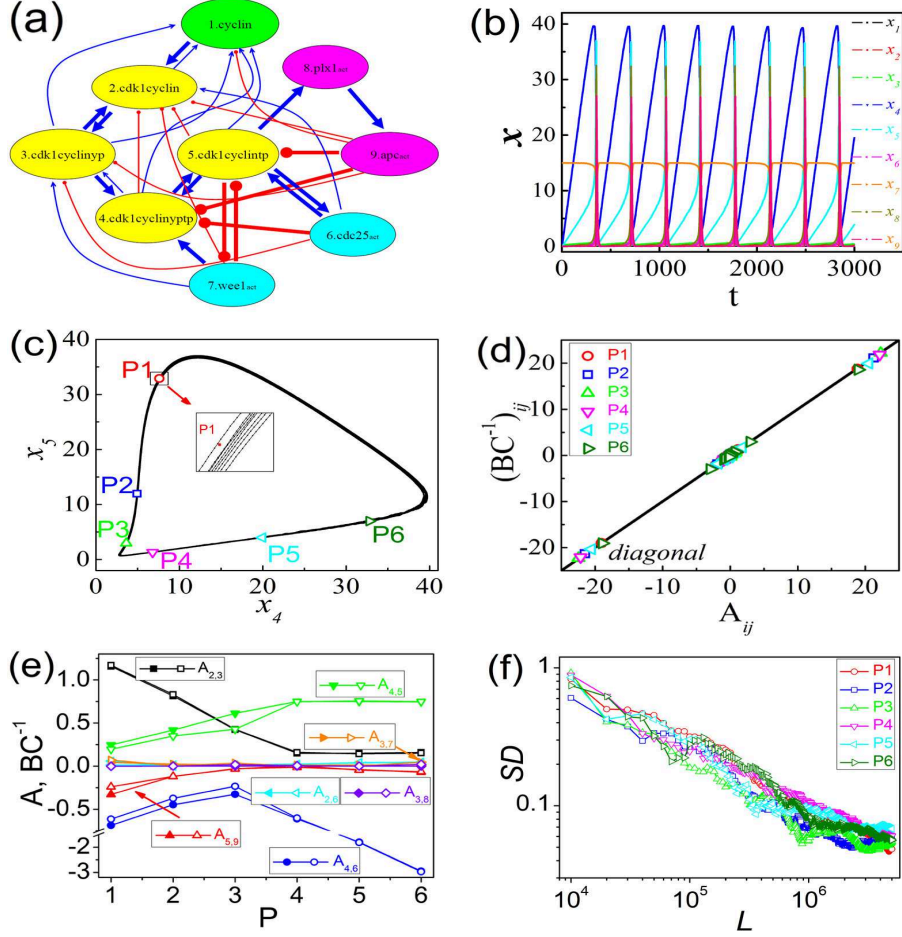 (a)
1.cyclin
2.cdk1cyclin
8.plx1act
3.cdk1cyclinyp
5.cdk1cyclintp
9.apcact
4.cdk1cyclinyptp
6.cdc25act
7.wee1act
(b)
x
40
30
20
10
0
0 1000 2000 3000
t
x1
x2
x3
x4
x5
x6
x7
x8
x9
(c)
x5
40
30
20
10
0
0 10 20 30 40
x4
P1
P1
P2
P3
P4
P5
P6
(d)
(BC-1)ij
20
10
0
-10
-20
-20 -10 0 10 20
Aij
P1
P2
P3
P4
P5
P6
diagonal
(e)
A, BC-1
1.0
0.5
0.0
-0.5
-2
-3
1 2 3 4 5 6
P
A2,3
A4,5
A3,7
A2,6
A3,8
A5,9
A4,6
(f)
SD
1
0.1
10^4 10^5 10^6
L
P1
P2
P3
P4
P5
P6